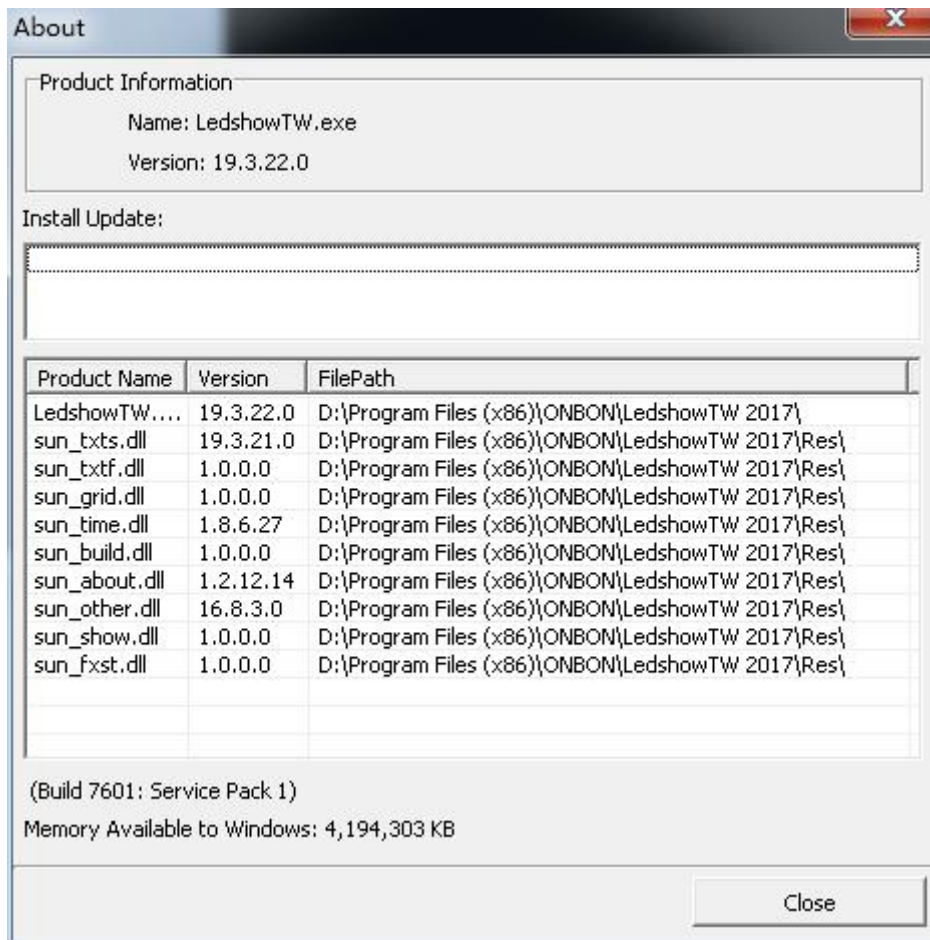 About
Product Information
Name: LedshowTW.exe
Version: 19.3.22.0
Install Update:
Product Name Version FilePath
LedshowTW.... 19.3.22.0 D:\Program Files (x86)\ONBON\LedshowTW 2017\
sun_txts.dll 19.3.21.0 D:\Program Files (x86)\ONBON\LedshowTW 2017\Res\
sun_txtf.dll 1.0.0.0 D:\Program Files (x86)\ONBON\LedshowTW 2017\Res\
sun_grid.dll 1.0.0.0 D:\Program Files (x86)\ONBON\LedshowTW 2017\Res\
sun_time.dll 1.8.6.27 D:\Program Files (x86)\ONBON\LedshowTW 2017\Res\
sun_build.dll 1.0.0.0 D:\Program Files (x86)\ONBON\LedshowTW 2017\Res\
sun_about.dll 1.2.12.14 D:\Program Files (x86)\ONBON\LedshowTW 2017\Res\
sun_other.dll 16.8.3.0 D:\Program Files (x86)\ONBON\LedshowTW 2017\Res\
sun_show.dll 1.0.0.0 D:\Program Files (x86)\ONBON\LedshowTW 2017\Res\
sun_fxst.dll 1.0.0.0 D:\Program Files (x86)\ONBON\LedshowTW 2017\Res\
(Build 7601: Service Pack 1)
Memory Available to Windows: 4,194,303 KB
Close